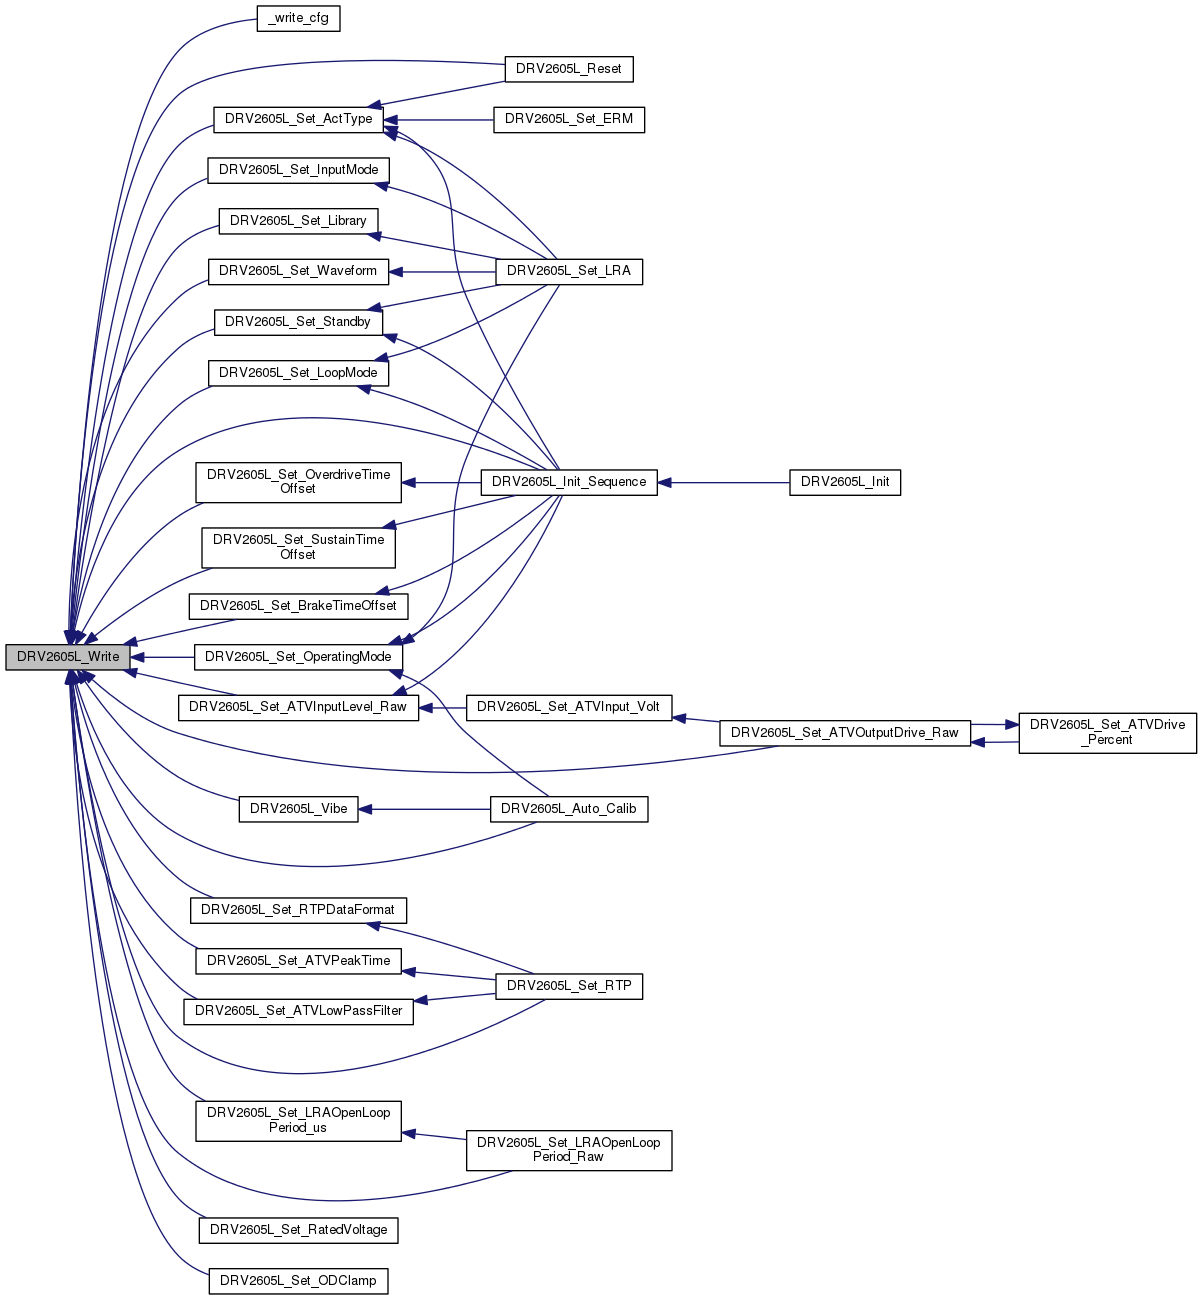 _write_cfg
DRV2605L_Reset
DRV2605L_Set_ActType
DRV2605L_Set_ERM
DRV2605L_Set_InputMode
DRV2605L_Set_Library
DRV2605L_Set_Waveform
DRV2605L_Set_LRA
DRV2605L_Set_Standby
DRV2605L_Set_LoopMode
DRV2605L_Set_OverdriveTime
Offset
DRV2605L_Init_Sequence
DRV2605L_Init
DRV2605L_Set_SustainTime
Offset
DRV2605L_Set_BrakeTimeOffset
DRV2605L_Write
DRV2605L_Set_OperatingMode
DRV2605L_Set_ATVInputLevel_Raw
DRV2605L_Set_ATVInput_Volt
DRV2605L_Set_ATVOutputDrive_Raw
DRV2605L_Set_ATVDrive
_Percent
DRV2605L_Vibe
DRV2605L_Auto_Calib
DRV2605L_Set_RTPDataFormat
DRV2605L_Set_ATVPeakTime
DRV2605L_Set_RTP
DRV2605L_Set_ATVLowPassFilter
DRV2605L_Set_LRAOpenLoop
Period_us
DRV2605L_Set_LRAOpenLoop
Period_Raw
DRV2605L_Set_RatedVoltage
DRV2605L_Set_ODClamp